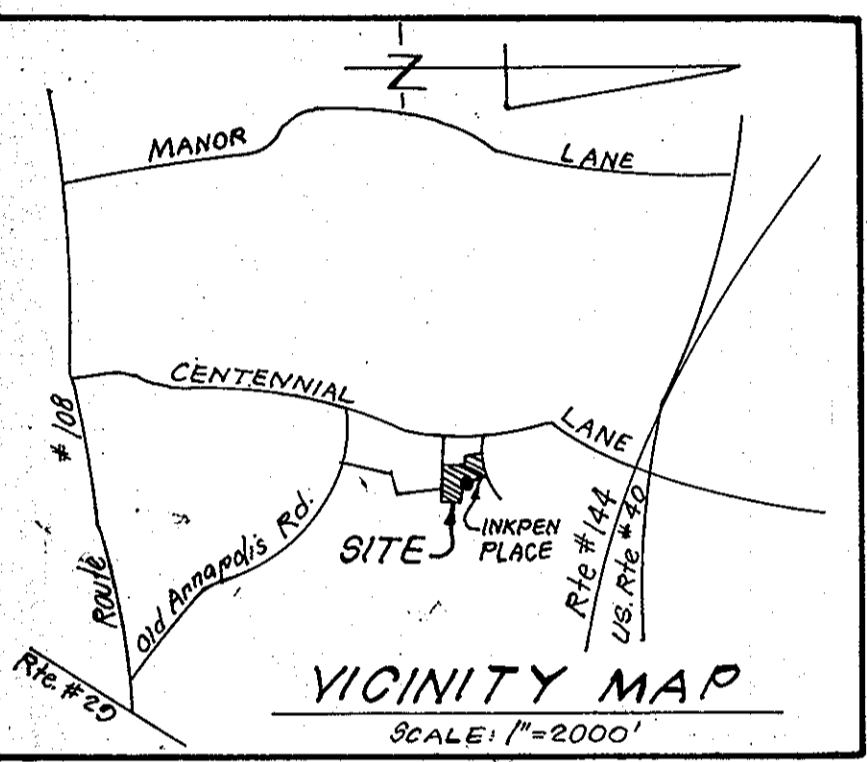 N
MANOR LANE
CENTENNIAL LANE
# 108
Route
Old Annapolis Rd.
SITE
INKPEN
PLACE
Rte # 144
US. Rte # 40
Rte. # 29
VICINITY MAP
SCALE: 1"=2000'